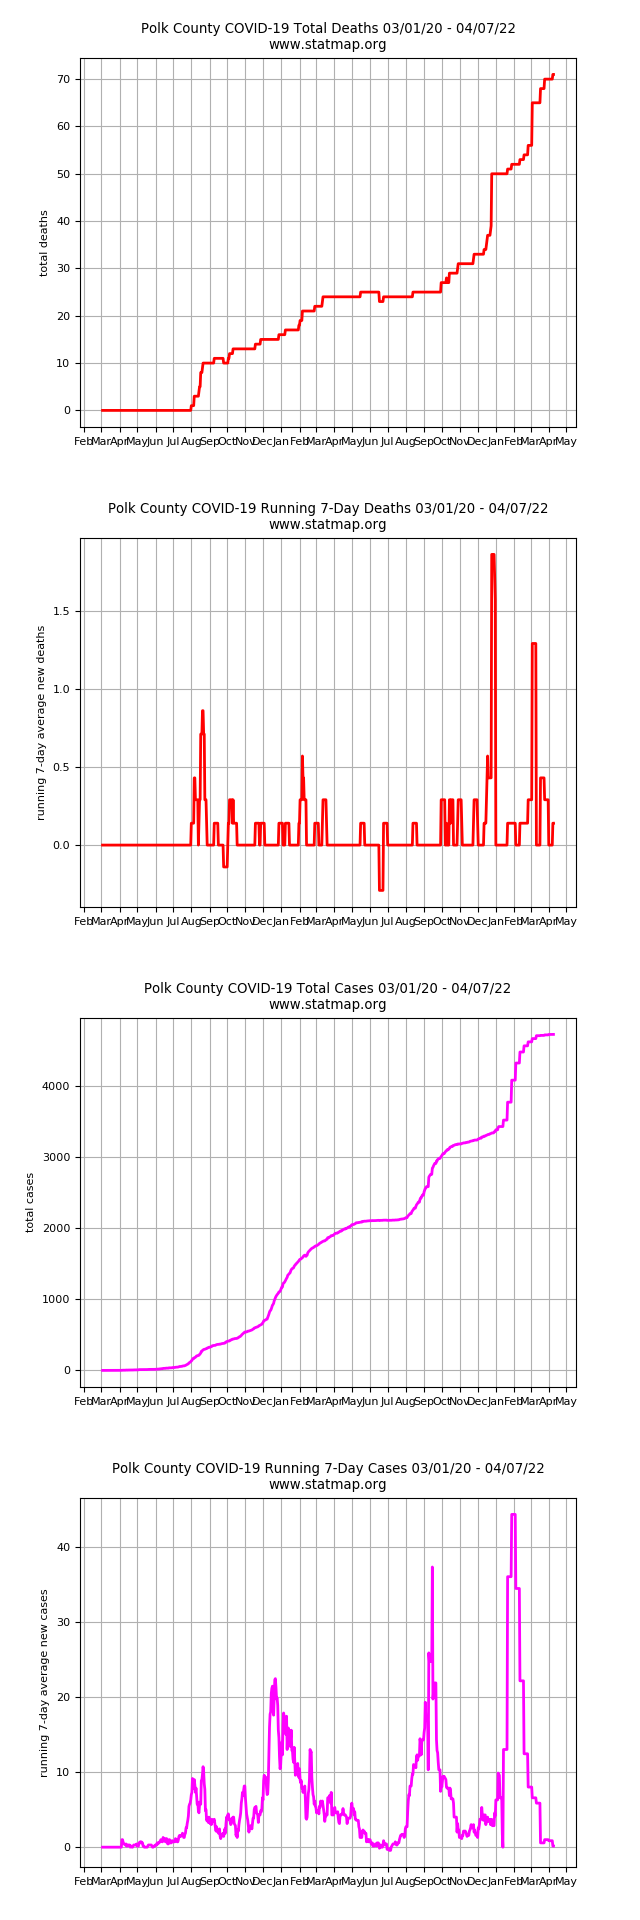 Polk County COVID-19 Total Deaths 03/01/20 - 04/07/22
www.statmap.org
total deaths
70
60
50
40
30
20
10
0
Feb Mar Apr May Jun Jul Aug Sep Oct Nov Dec Jan Feb Mar Apr May Jun Jul Aug Sep Oct Nov Dec Jan Feb Mar Apr May
Polk County COVID-19 Running 7-Day Deaths 03/01/20 - 04/07/22
www.statmap.org
running 7-day average new deaths
1.5
1.0
0.5
0.0
Feb Mar Apr May Jun Jul Aug Sep Oct Nov Dec Jan Feb Mar Apr May Jun Jul Aug Sep Oct Nov Dec Jan Feb Mar Apr May
Polk County COVID-19 Total Cases 03/01/20 - 04/07/22
www.statmap.org
total cases
4000
3000
2000
1000
0
Feb Mar Apr May Jun Jul Aug Sep Oct Nov Dec Jan Feb Mar Apr May Jun Jul Aug Sep Oct Nov Dec Jan Feb Mar Apr May
Polk County COVID-19 Running 7-Day Cases 03/01/20 - 04/07/22
www.statmap.org
running 7-day average new cases
40
30
20
10
0
Feb Mar Apr May Jun Jul Aug Sep Oct Nov Dec Jan Feb Mar Apr May Jun Jul Aug Sep Oct Nov Dec Jan Feb Mar Apr May